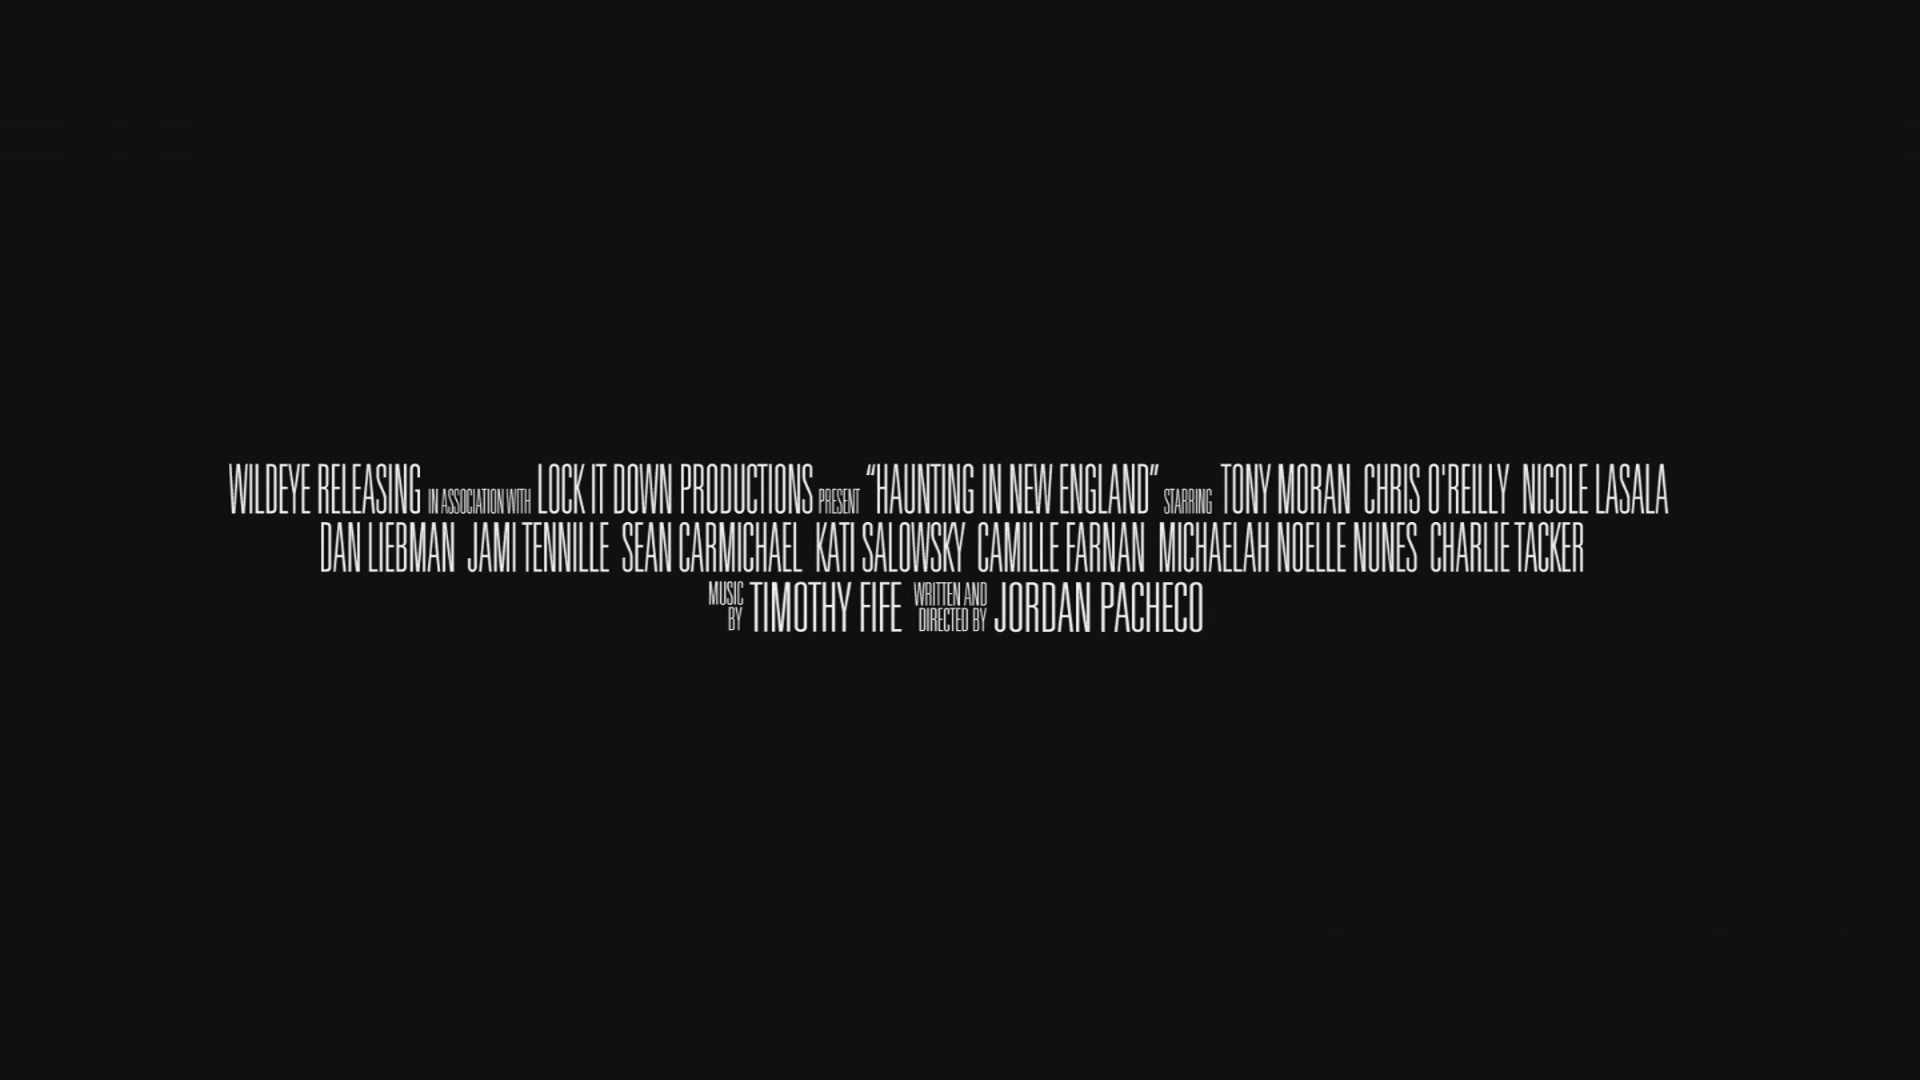 WILDEYE RELEASING IN ASSOCIATION WITH LOCK IT DOWN PRODUCTIONS PRESENT “HAUNTING IN NEW ENGLAND” STARRING TONY MORAN CHRIS O'REILLY NICOLE LASALA
DAN LIEBMAN JAMI TENNILLE SEAN CARMICHAEL KATI SALOWSKY CAMILLE FARNAN MICHAELAH NOELLE NUNES CHARLIE TACKER
MUSIC BY TIMOTHY FIFE WRITTEN AND DIRECTED BY JORDAN PACHECO